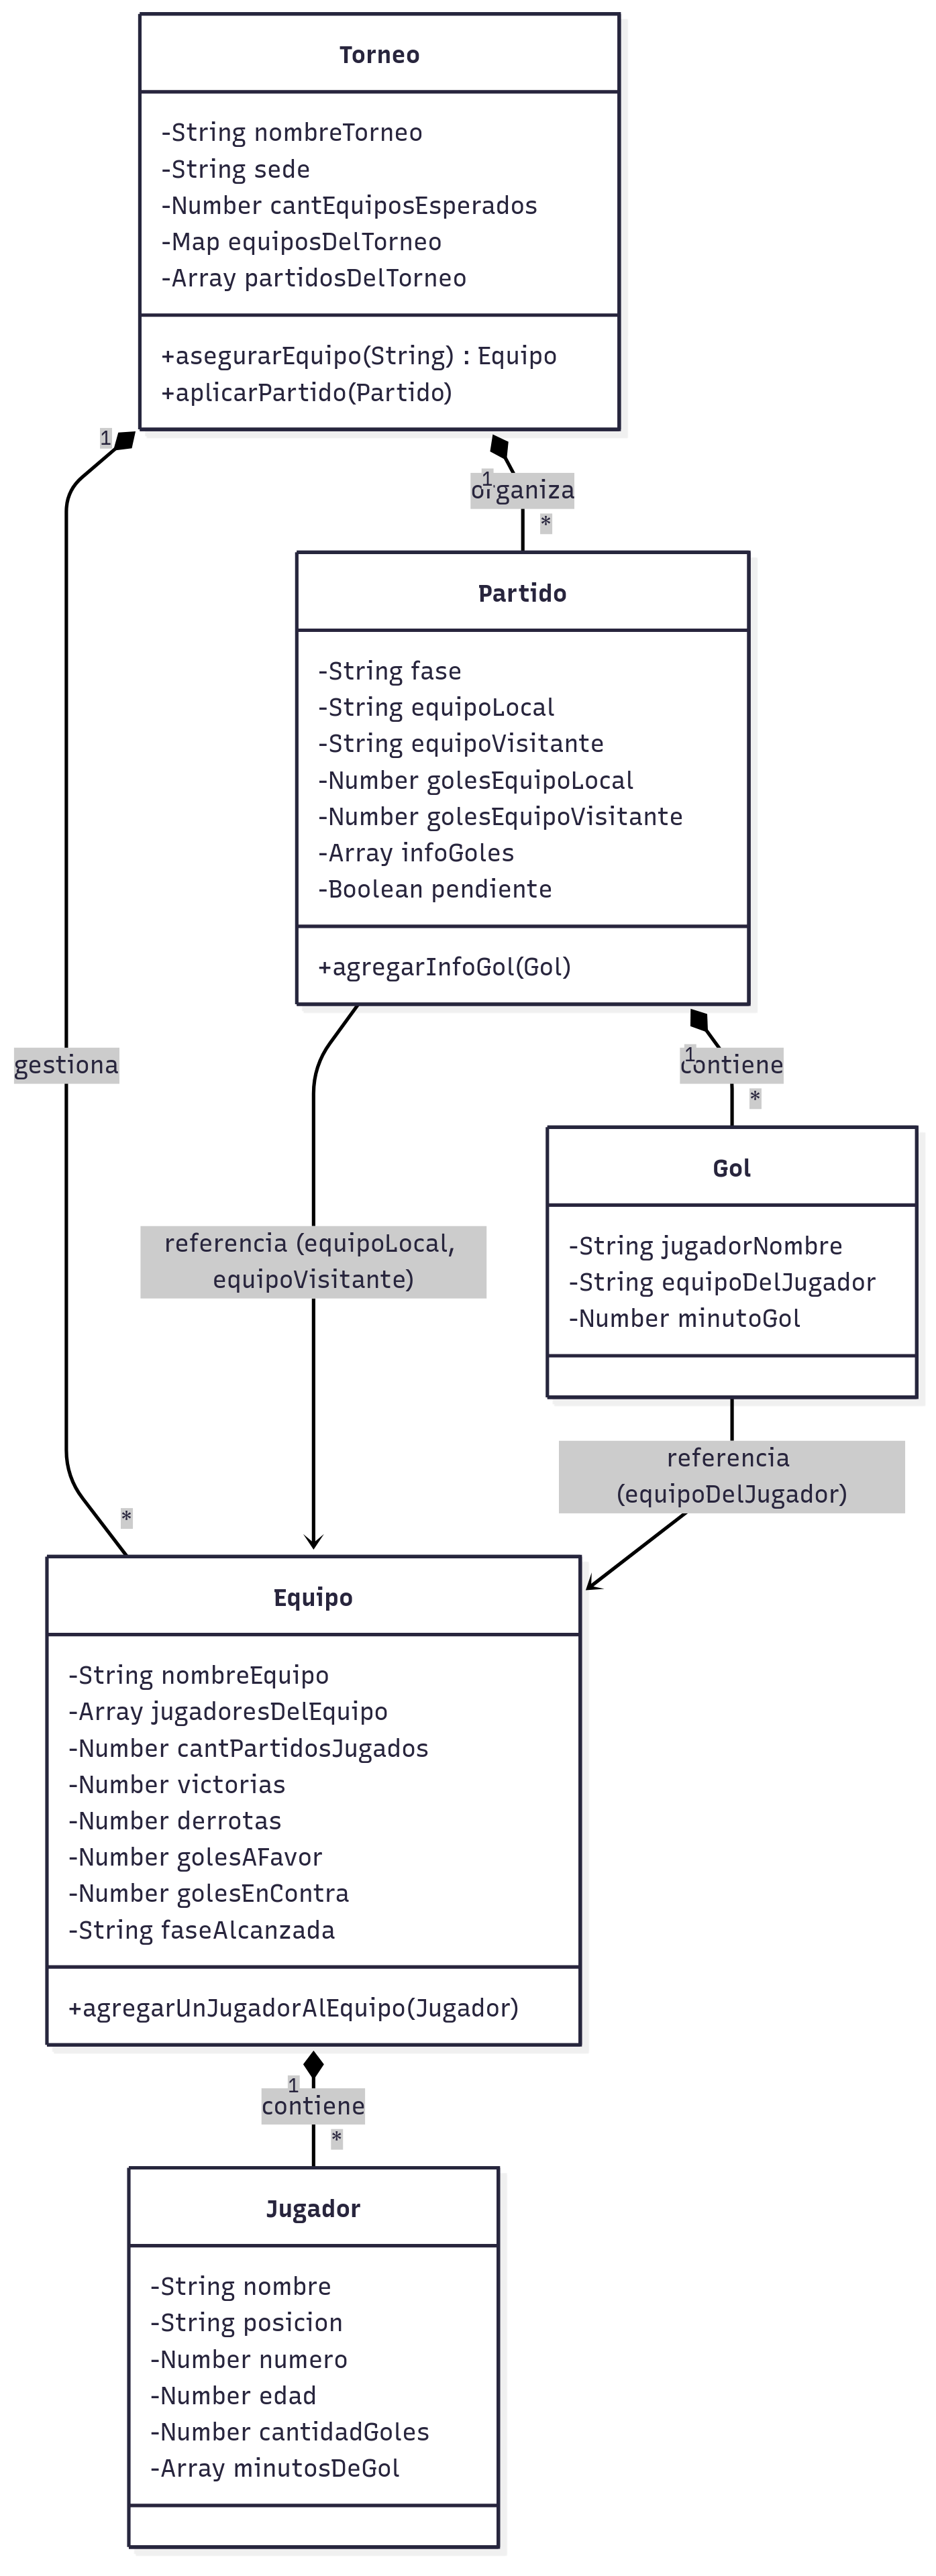 Torneo
-String nombreTorneo
-String sede
-Number cantEquiposEsperados
-Map equiposDelTorneo
-Array partidosDelTorneo
+asegurarEquipo(String) : Equipo
+aplicarPartido(Partido)
1
1
organiza
*
Partido
-String fase
-String equipoLocal
-String equipoVisitante
-Number golesEquipoLocal
-Number golesEquipoVisitante
-Array infoGoles
-Boolean pendiente
+agregarInfoGol(Gol)
gestiona
1
contiene
*
Gol
-String jugadorNombre
-String equipoDelJugador
-Number minutoGol
referencia (equipoLocal,
equipoVisitante)
referencia
(equipoDelJugador)
*
Equipo
-String nombreEquipo
-Array jugadoresDelEquipo
-Number cantPartidosJugados
-Number victorias
-Number derrotas
-Number golesAFavor
-Number golesEnContra
-String faseAlcanzada
+agregarUnJugadorAlEquipo(Jugador)
1
contiene
*
Jugador
-String nombre
-String posicion
-Number numero
-Number edad
-Number cantidadGoles
-Array minutosDeGol